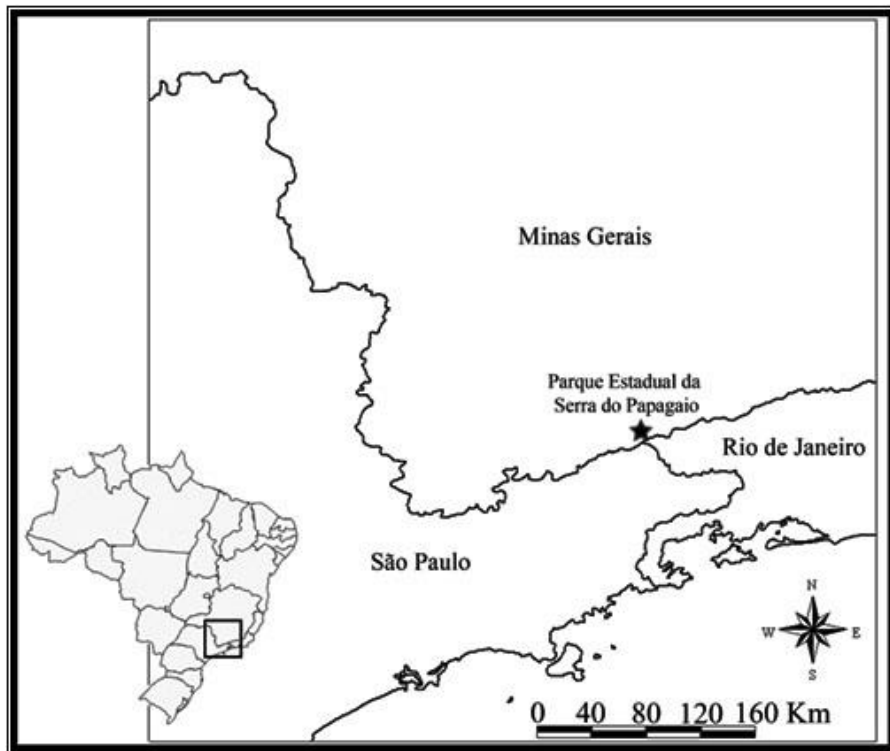 Minas Gerais
Parque Estadual da
Serra do Papagaio
Rio de Janeiro
São Paulo
N
W E
S
0 40 80 120 160 Km